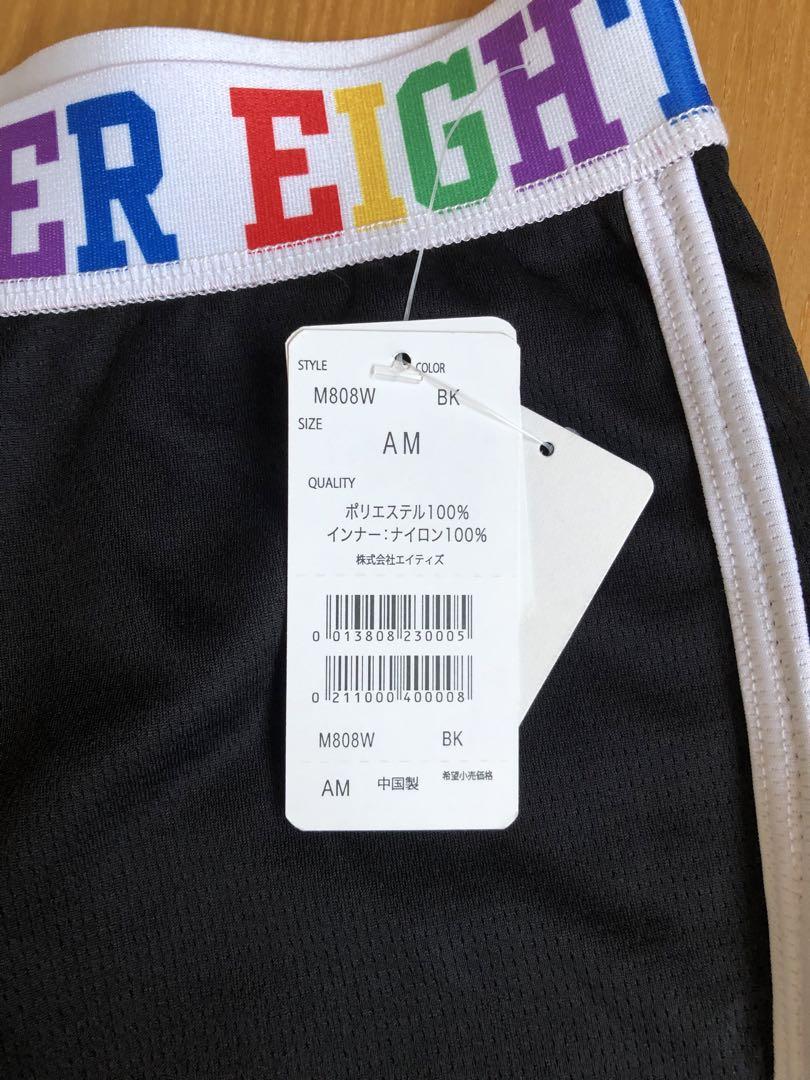 ER EIGHT
STYLE COLOR
M808W BK
SIZE
AM
QUALITY
ポリエステル100%
インナー:ナイロン100%
株式会社エイティズ
0 013808 230005
0 211000 400008
M808W BK
AM 中国製 希望小売価格